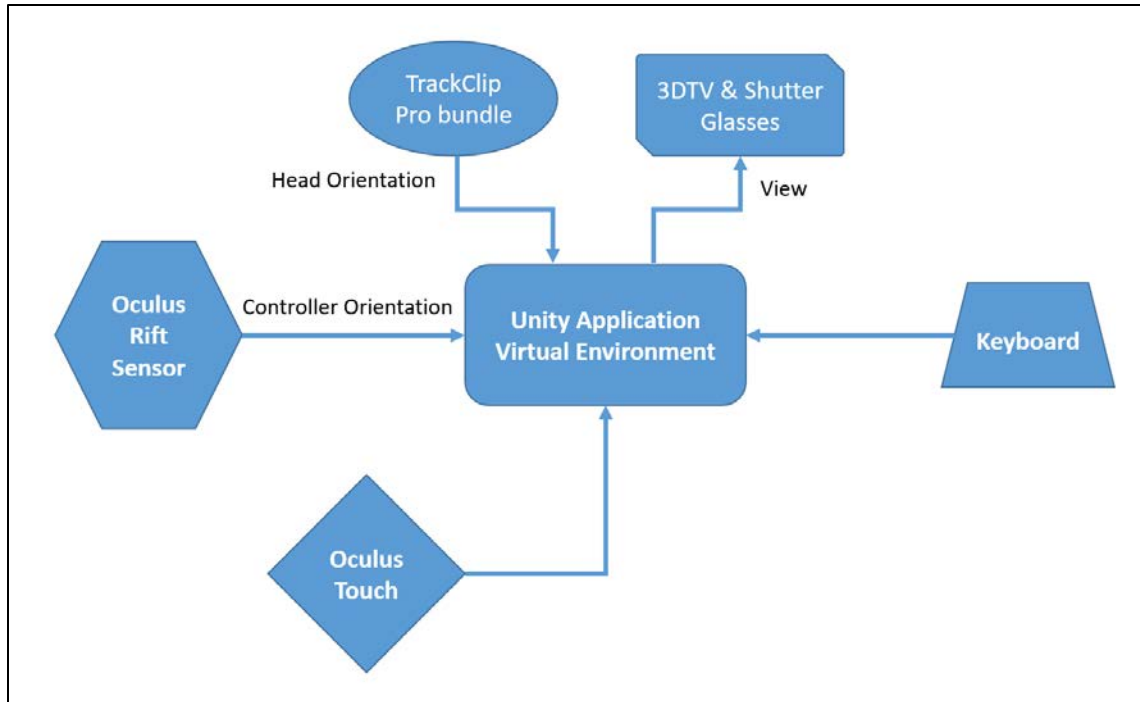 TrackClip
Pro bundle
3DTV & Shutter
Glasses
Head Orientation
View
Oculus
Rift
Sensor
Controller Orientation
Unity Application
Virtual Environment
Keyboard
Oculus
Touch